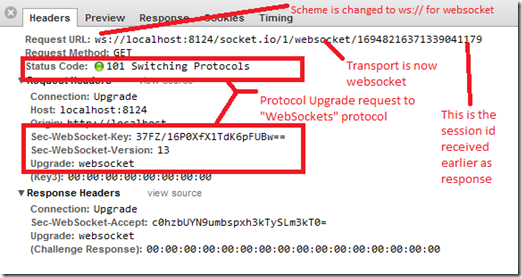 Headers Preview Response Cookies Timing
Scheme is changed to ws:// for websocket
Request URL: ws://localhost:8124/socket.io/1/websocket/16948216371339041179
Request Method: GET
Status Code: 101 Switching Protocols
Transport is now
websocket
Request Headers view source
Connection: Upgrade
Host: localhost:8124
Origin: http://localhost
Sec-WebSocket-Key: 37FZ/16P0XfX1TdK6pFUBw==
Sec-WebSocket-Version: 13
Upgrade: websocket
(Key3): 00:00:00:00:00:00:00:00
Protocol Upgrade request to
"WebSockets" protocol
This is the
session id
received
earlier as
response
Response Headers view source
Connection: Upgrade
Sec-WebSocket-Accept: c0hzbUYN9umbspxh3kTySLm3kT0=
Upgrade: websocket
(Challenge Response): 00:00:00:00:00:00:00:00:00:00:00:00:00:00:00:00